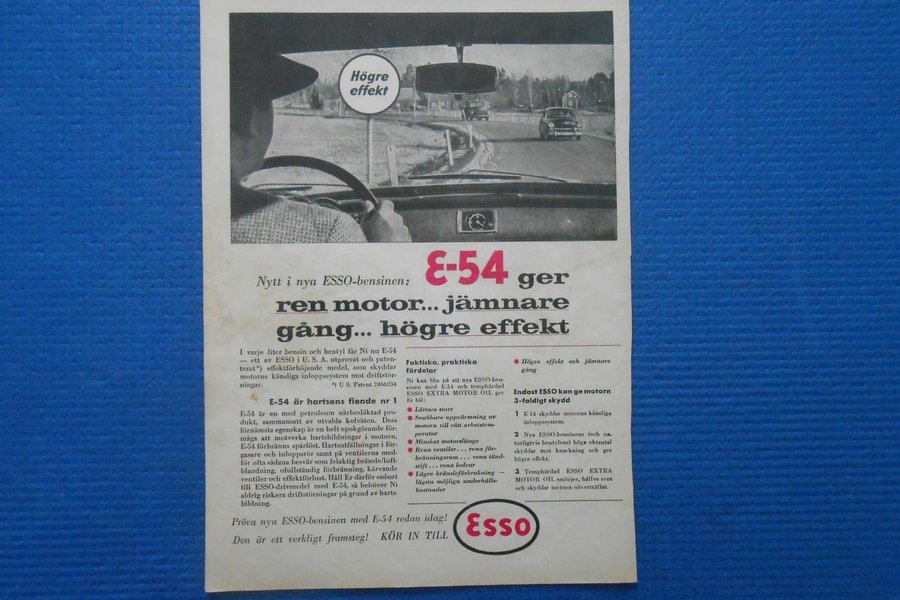 Högre
effekt
Nytt i nya ESSO-bensinen: E-54 ger
ren motor... jämnare
gång... högre effekt
I varje liter bensin och bentyl får Ni nu E-54
— ett av ESSO i U. S. A. utprovat och paten-
terat*) effektförhöjande medel, som skyddar
motorns känsliga inloppssystem mot driftstör-
ningar. *) U S. Patent 2066234
E-54 är hartsens fiende nr 1
E-54 är en med petroleum närbesläktad pro-
dukt, sammansatt av utvalda kolväten. Dess
förnämsta egenskap är en helt epokgörande för-
måga att motverka hartsbildningar i motorn.
E-54 förbränns spårlöst. Hartsutfällningar i för-
gasare och inloppsrör samt på ventilerna med-
för ofta sådana besvär som felaktig bränsle/luft-
blandning, ofullständig förbränning, kärvande
ventiler och effektförlust. Håll Er därför enbart
till ESSO-drivmedel med E-54, så behöver Ni
aldrig riskera driftstörningar på grund av harts-
bildning.
Faktiska, praktiska
fördelar
Ni kan lita på att nya ESSO-ben-
sinen med E-54 och temphärdad
ESSO EXTRA MOTOR OIL ger
Er bil:
● Lättare start
● Snabbare uppvärmning av
motorn till rätt arbetstem-
peratur
● Minskat motorslitage
● Rena ventiler . . . rena för-
bränningsrum . . . rena tänd-
stift . . . rena kolvar
● Lägre bränsleförbrukning —
lägsta möjliga underhålls-
kostnader
● Högre effekt och jämnare
gång
Endast ESSO kan ge motorn
3-faldigt skydd
1 E-54 skyddar motorns känsliga
inloppssystem.
2 Nya ESSO-bensinens (och na-
turligtvis bentylens) höga oktantal
skyddar mot knackning och ger
högre effekt.
3 Temphärdad ESSO EXTRA
MOTOR OIL smörjer, håller rent
och skyddar motorn oöverträffat.
Pröva nya ESSO-bensinen med E-54 redan idag!
Den är ett verkligt framsteg! KÖR IN TILL
Esso